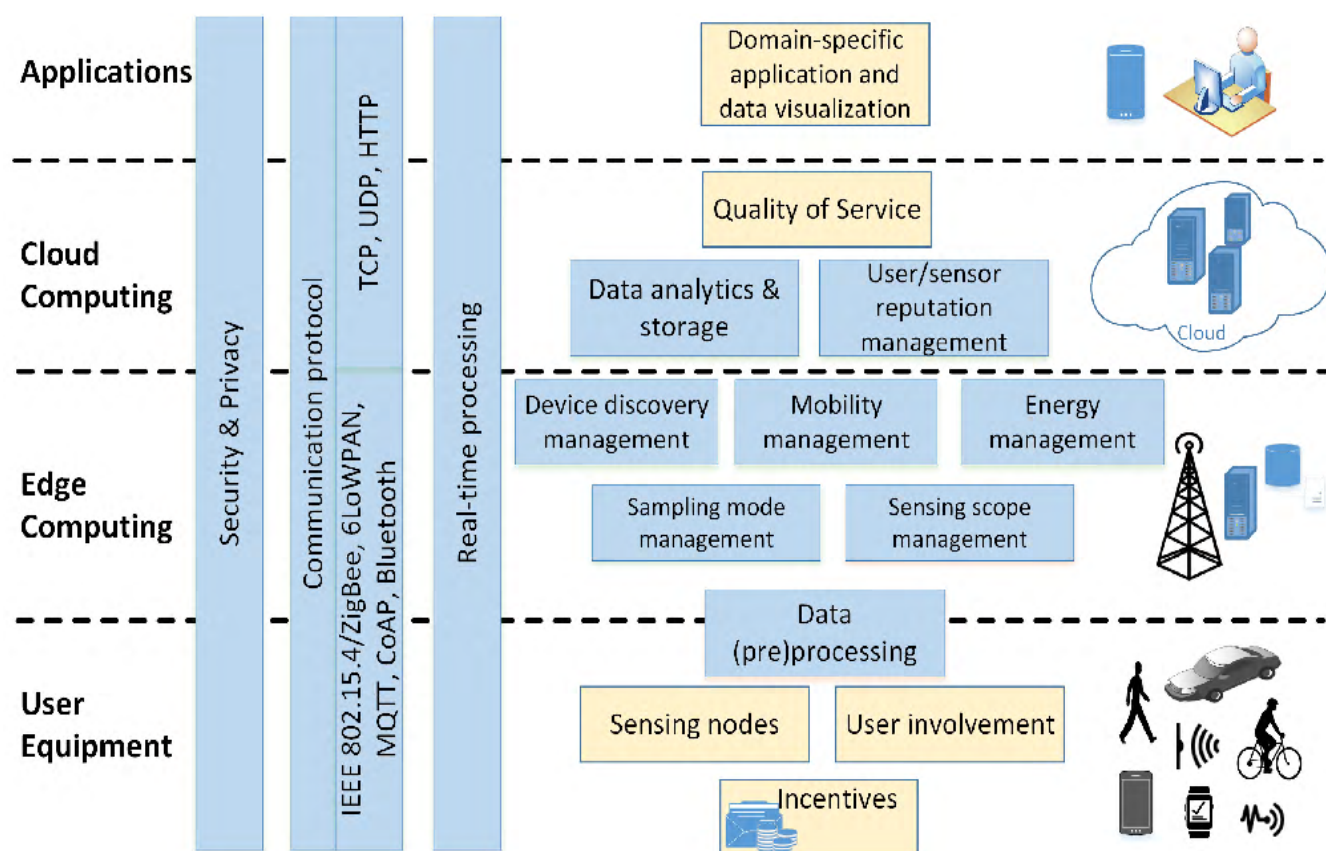 Applications
Domain-specific
application and
data visualization
Cloud
Computing
Quality of Service
Data analytics &
storage
User/sensor
reputation
management
Cloud
Edge
Computing
Device discovery
management
Mobility
management
Energy
management
Sampling mode
management
Sensing scope
management
Data
(pre)processing
User
Equipment
Sensing nodes
User involvement
Incentives
Security & Privacy
Communication protocol
TCP, UDP, HTTP
IEEE 802.15.4/ZigBee, 6LoWPAN,
MQTT, CoAP, Bluetooth
Real-time processing